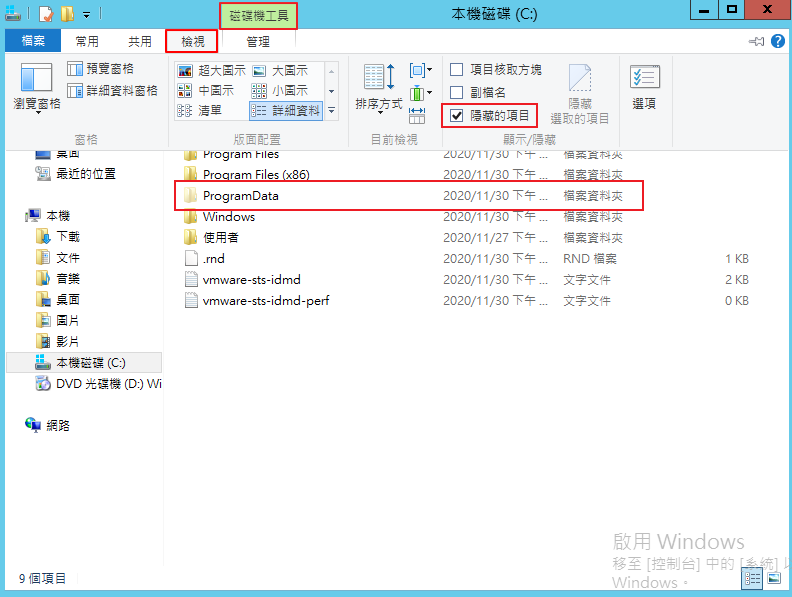 磁碟機工具
本機磁碟 (C:)
檔案 常用 共用 檢視 管理
瀏覽窗格
預覽窗格
詳細資料窗格
窗格
超大圖示 大圖示
中圖示 小圖示
清單 詳細資料
版面配置
排序方式
目前檢視
項目核取方塊
副檔名
隱藏的項目
隱藏
選取的項目
顯示/隱藏
選項
桌面
最近的位置
本機
下載
文件
音樂
桌面
圖片
影片
本機磁碟 (C:)
DVD 光碟機 (D:) Wi
網路
Program Files 2020/11/30 下午 ... 檔案資料夾
Program Files (x86) 2020/11/30 下午 ... 檔案資料夾
ProgramData 2020/11/30 下午 ... 檔案資料夾
Windows 2020/11/30 下午 ... 檔案資料夾
使用者 2020/11/27 下午 ... 檔案資料夾
.rnd 2020/11/30 下午 ... RND 檔案 1 KB
vmware-sts-idmd 2020/11/30 下午 ... 文字文件 2 KB
vmware-sts-idmd-perf 2020/11/30 下午 ... 文字文件 0 KB
啟用 Windows
移至 [控制台] 中的 [系統] 以
Windows。
9 個項目